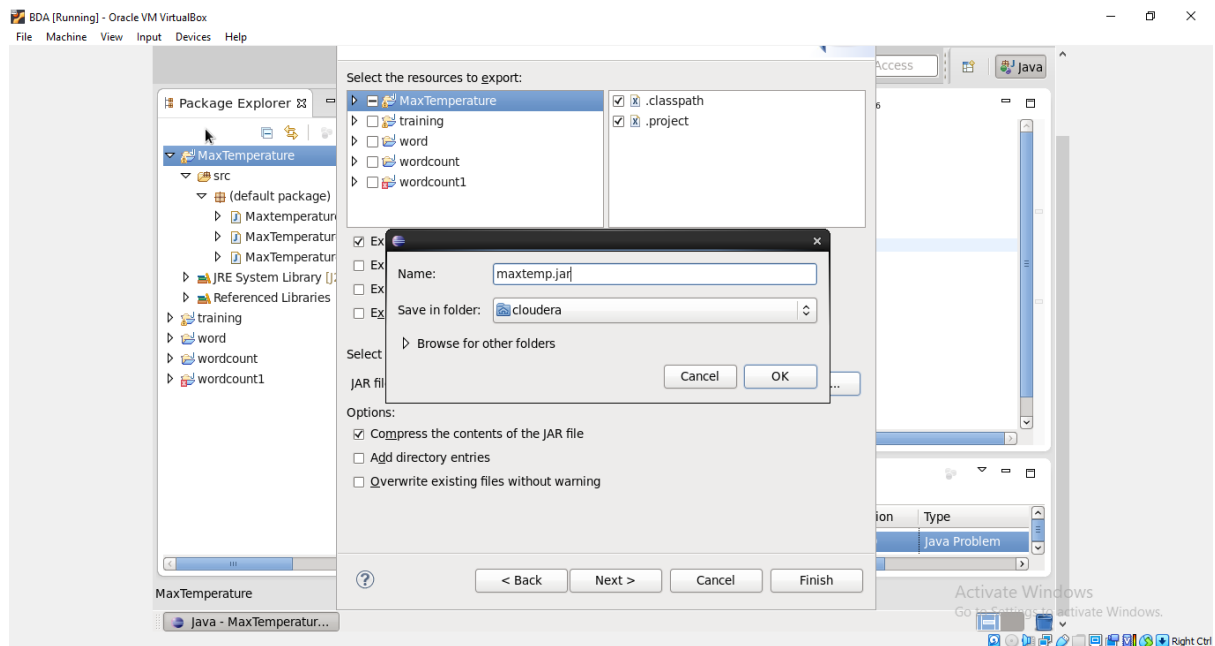 BDA [Running] - Oracle VM VirtualBox
File Machine View Input Devices Help
Access
Java
Select the resources to export:
Package Explorer
MaxTemperature
training
word
wordcount
wordcount1
.classpath
.project
6
MaxTemperature
src
(default package)
Maxtemperatur
MaxTemperatur
MaxTemperatur
JRE System Library [J
Referenced Libraries
training
word
wordcount
wordcount1
Ex
Ex
Ex
Ex
Name: maxtemp.jar
Save in folder: cloudera
Browse for other folders
Cancel OK
Select
JAR fil
...
Options:
Compress the contents of the JAR file
Add directory entries
Overwrite existing files without warning
ion Type
Java Problem
? < Back Next > Cancel Finish
MaxTemperature
Activate Windows
Go to Settings to activate Windows.
Java - MaxTemperatur...
Right Ctrl